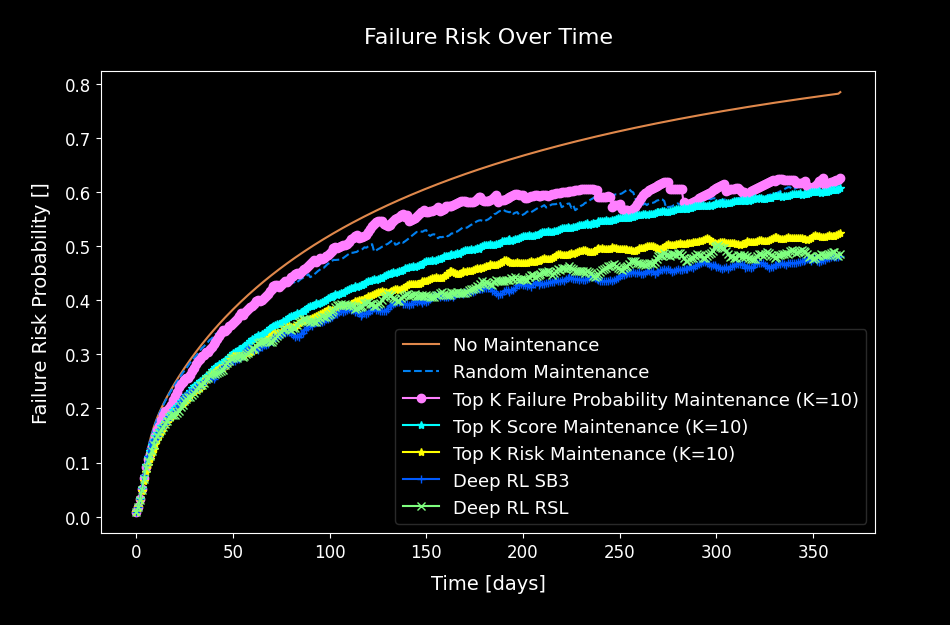 Failure Risk Over Time
Failure Risk Probability []
0.8
0.7
0.6
0.5
0.4
0.3
0.2
0.1
0.0
No Maintenance
Random Maintenance
Top K Failure Probability Maintenance (K=10)
Top K Score Maintenance (K=10)
Top K Risk Maintenance (K=10)
Deep RL SB3
Deep RL RSL
0 50 100 150 200 250 300 350
Time [days]